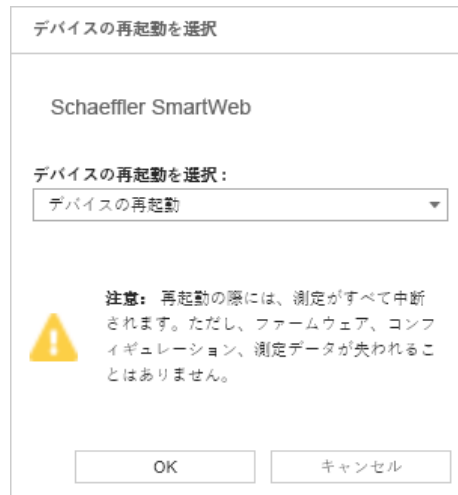 デバイスの再起動を選択
Schaeffler SmartWeb
デバイスの再起動を選択：
デバイスの再起動
注意： 再起動の際には、測定がすべて中断
されます。ただし、ファームウェア、コンフ
ィギュレーション、測定データが失われるこ
とはありません。
OK
キャンセル